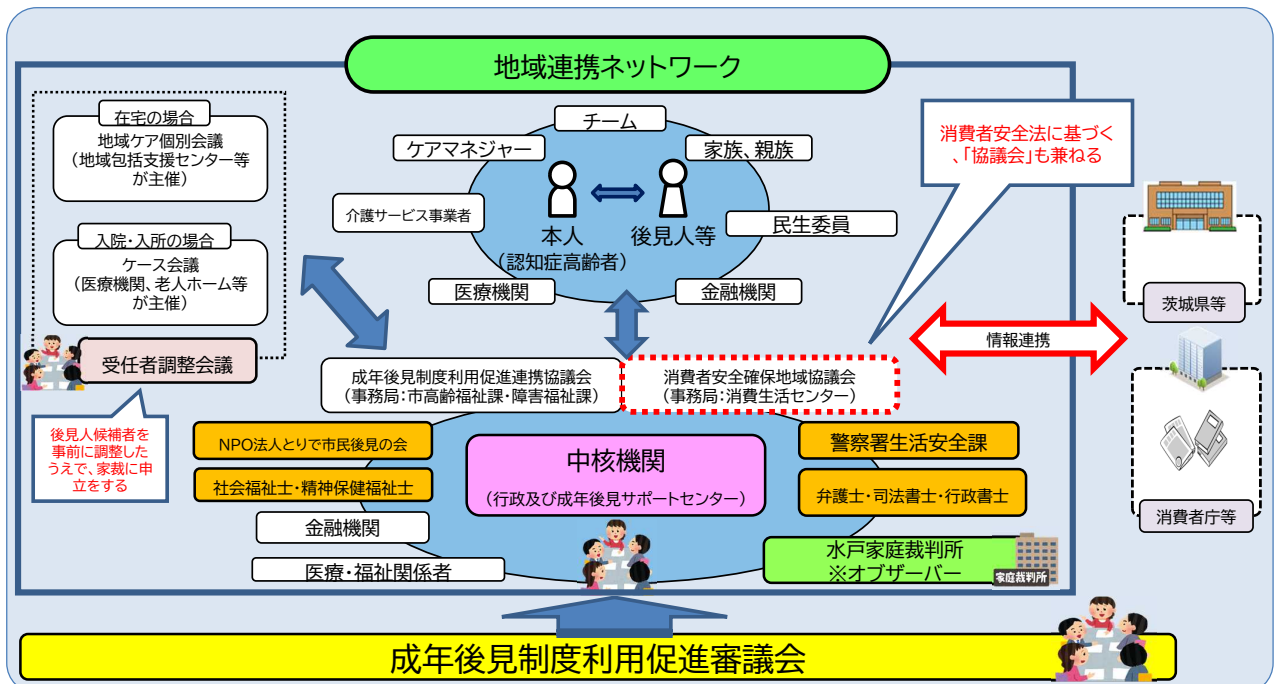 地域連携ネットワーク
在宅の場合
地域ケア個別会議
（地域包括支援センター等
が主催）
入院・入所の場合
ケース会議
（医療機関、老人ホーム等
が主催）
受任者調整会議
後見人候補者を
事前に調整した
うえで、家裁に申
立をする
チーム
ケアマネジャー
家族、親族
介護サービス事業者
民生委員
本人
（認知症高齢者）
後見人等
医療機関
金融機関
消費者安全法に基づく
、「協議会」も兼ねる
茨城県等
情報連携
消費者庁等
成年後見制度利用促進連携協議会
（事務局：市高齢福祉課・障害福祉課）
消費者安全確保地域協議会
（事務局：消費生活センター）
NPO法人とりで市民後見の会
社会福祉士・精神保健福祉士
金融機関
医療・福祉関係者
中核機関
（行政及び成年後見サポートセンター）
警察署生活安全課
弁護士・司法書士・行政書士
水戸家庭裁判所
※オブザーバー
家庭裁判所
成年後見制度利用促進審議会